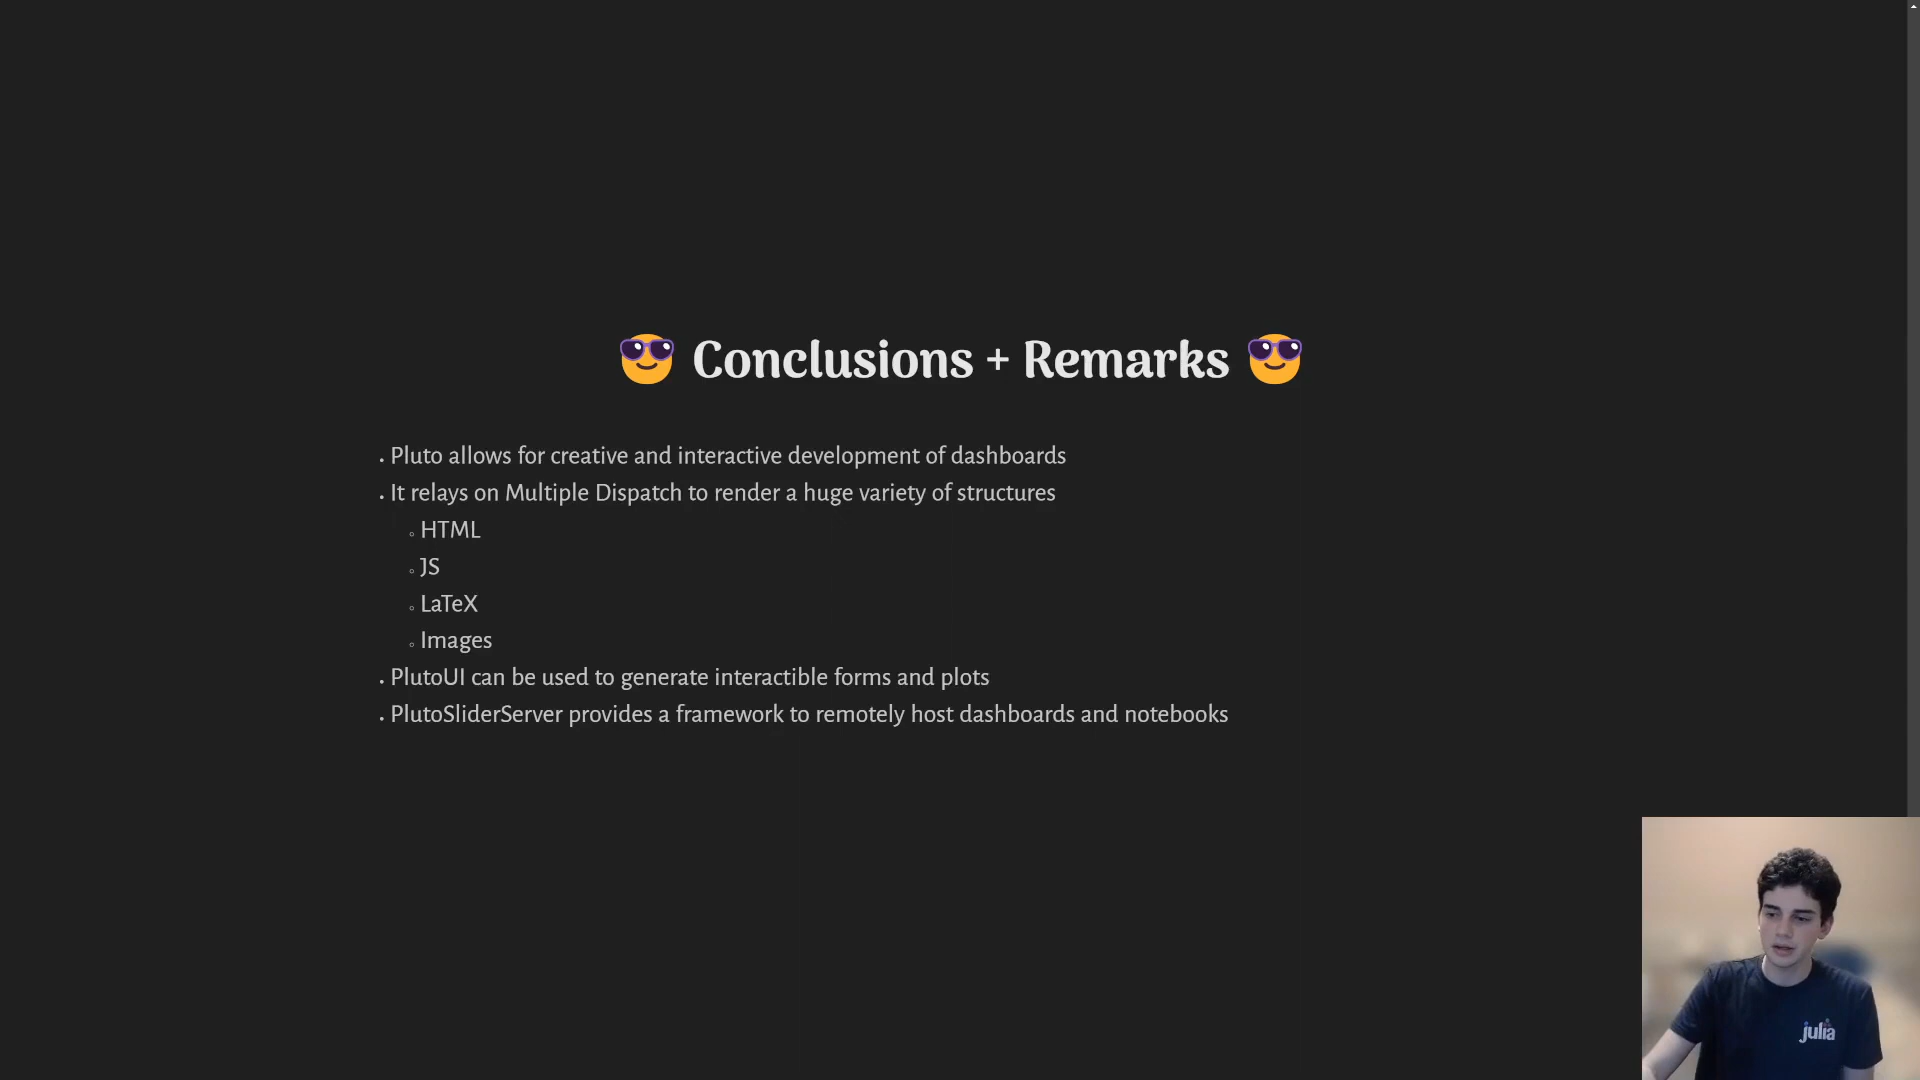 😎 Conclusions + Remarks 😎
• Pluto allows for creative and interactive development of dashboards
• It relays on Multiple Dispatch to render a huge variety of structures
◦ HTML
◦ JS
◦ LaTeX
◦ Images
• PlutoUI can be used to generate interactible forms and plots
• PlutoSliderServer provides a framework to remotely host dashboards and notebooks
julia